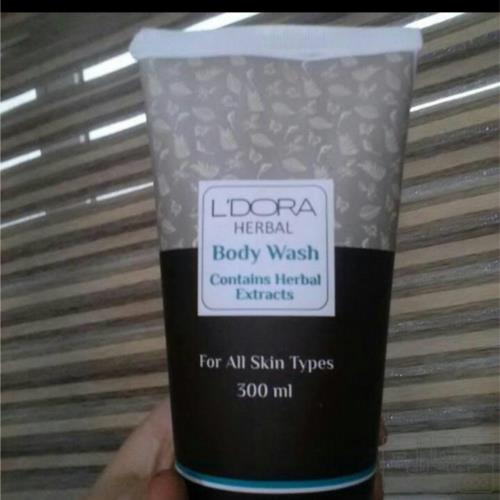 L'DORA
HERBAL
Body Wash
Contains Herbal
Extracts
For All Skin Types
300 ml